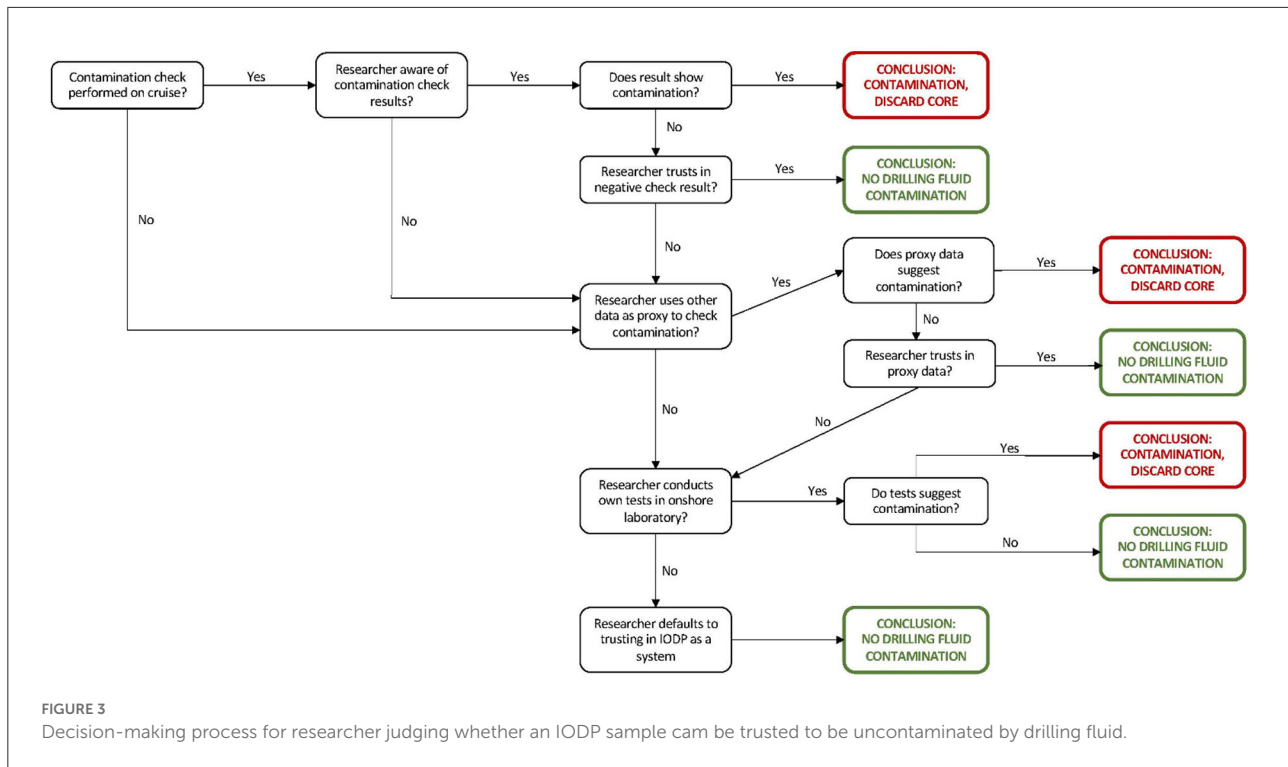 Contamination check
performed on cruise?
Yes
Researcher aware of
contamination check
results?
Yes
Does result show
contamination?
Yes
CONCLUSION:
CONTAMINATION,
DISCARD CORE
No
Researcher trusts in
negative check result?
Yes
CONCLUSION:
NO DRILLING FLUID
CONTAMINATION
No
No
No
Researcher uses other
data as proxy to check
contamination?
Yes
Does proxy data
suggest
contamination?
Yes
CONCLUSION:
CONTAMINATION,
DISCARD CORE
No
Researcher trusts in
proxy data?
Yes
CONCLUSION:
NO DRILLING FLUID
CONTAMINATION
No
No
Researcher conducts
own tests in onshore
laboratory?
Yes
Do tests suggest
contamination?
Yes
CONCLUSION:
CONTAMINATION,
DISCARD CORE
No
CONCLUSION:
NO DRILLING FLUID
CONTAMINATION
No
Researcher defaults to
trusting in IODP as a
system
CONCLUSION:
NO DRILLING FLUID
CONTAMINATION
FIGURE 3
Decision-making process for researcher judging whether an IODP sample cam be trusted to be uncontaminated by drilling fluid.